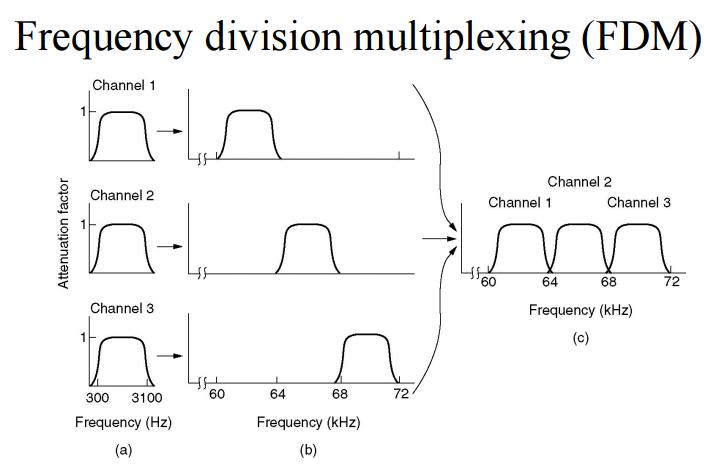 Frequency division multiplexing (FDM)
Channel 1
1
Channel 2
1
Channel 3
1
Attenuation factor
300 3100
Frequency (Hz)
(a)
60 64 68 72
Frequency (kHz)
(b)
Channel 2
Channel 1 Channel 3
60 64 68 72
Frequency (kHz)
(c)